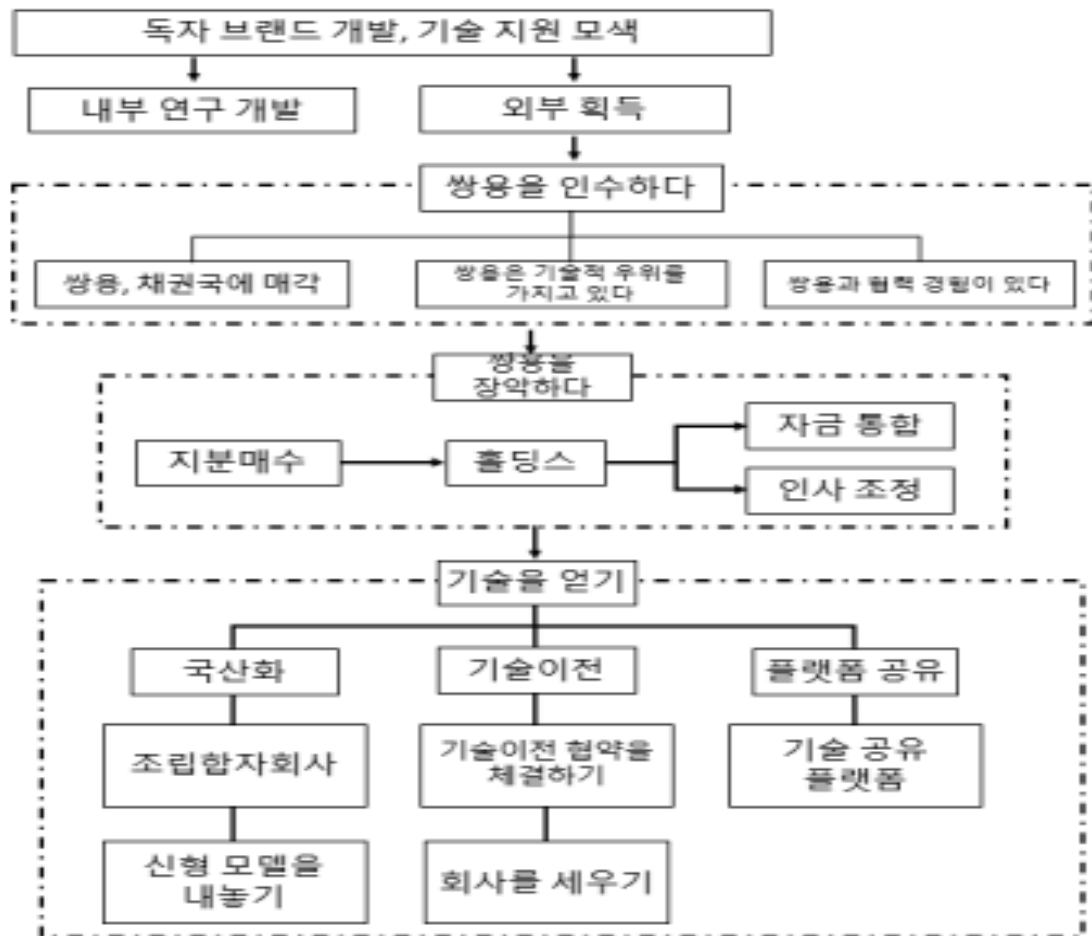 독자 브랜드 개발, 기술 지원 모색
내부 연구 개발
외부 획득
쌍용을 인수하다
쌍용, 채권국에 매각
쌍용은 기술적 우위를
가지고 있다
쌍용과 협력 경험이 있다
쌍용을
장악하다
지분매수
홀딩스
자금 통합
인사 조정
기술을 얻기
국산화
기술이전
플랫폼 공유
조립합자회사
기술이전 협약을
체결하기
기술 공유
플랫폼
신형 모델을
내놓기
회사를 세우기